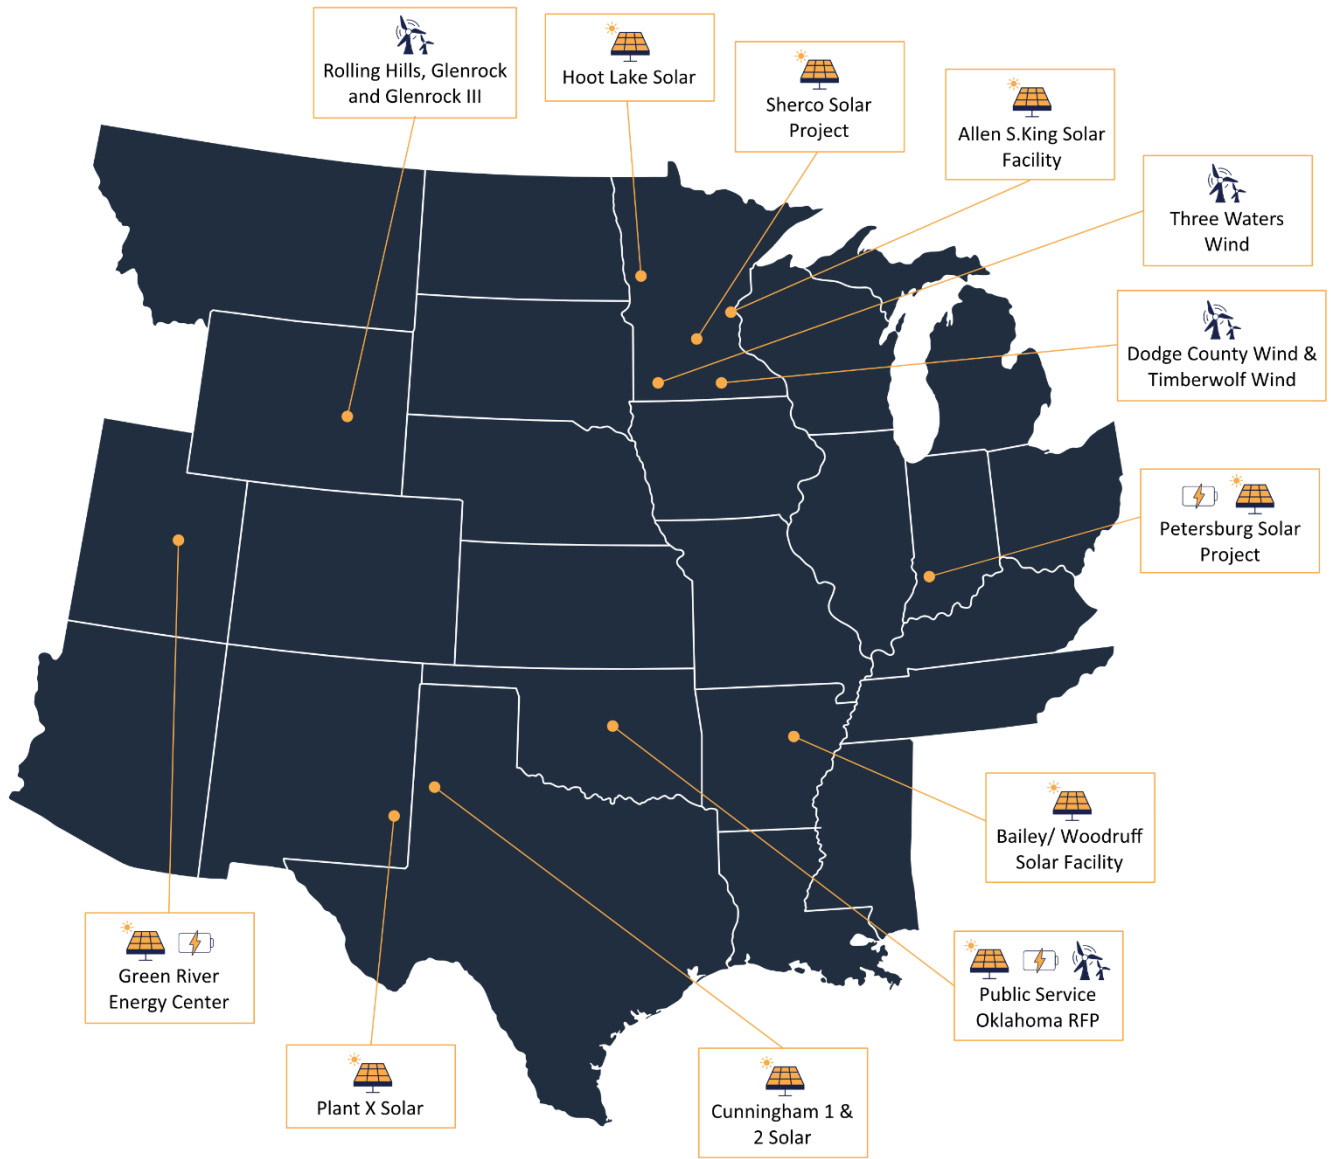 Rolling Hills, Glenrock
and Glenrock III
Hoot Lake Solar
Sherco Solar
Project
Allen S.King Solar
Facility
Three Waters
Wind
Dodge County Wind &
Timberwolf Wind
Petersburg Solar
Project
Bailey/ Woodruff
Solar Facility
Public Service
Oklahoma RFP
Green River
Energy Center
Plant X Solar
Cunningham 1 &
2 Solar